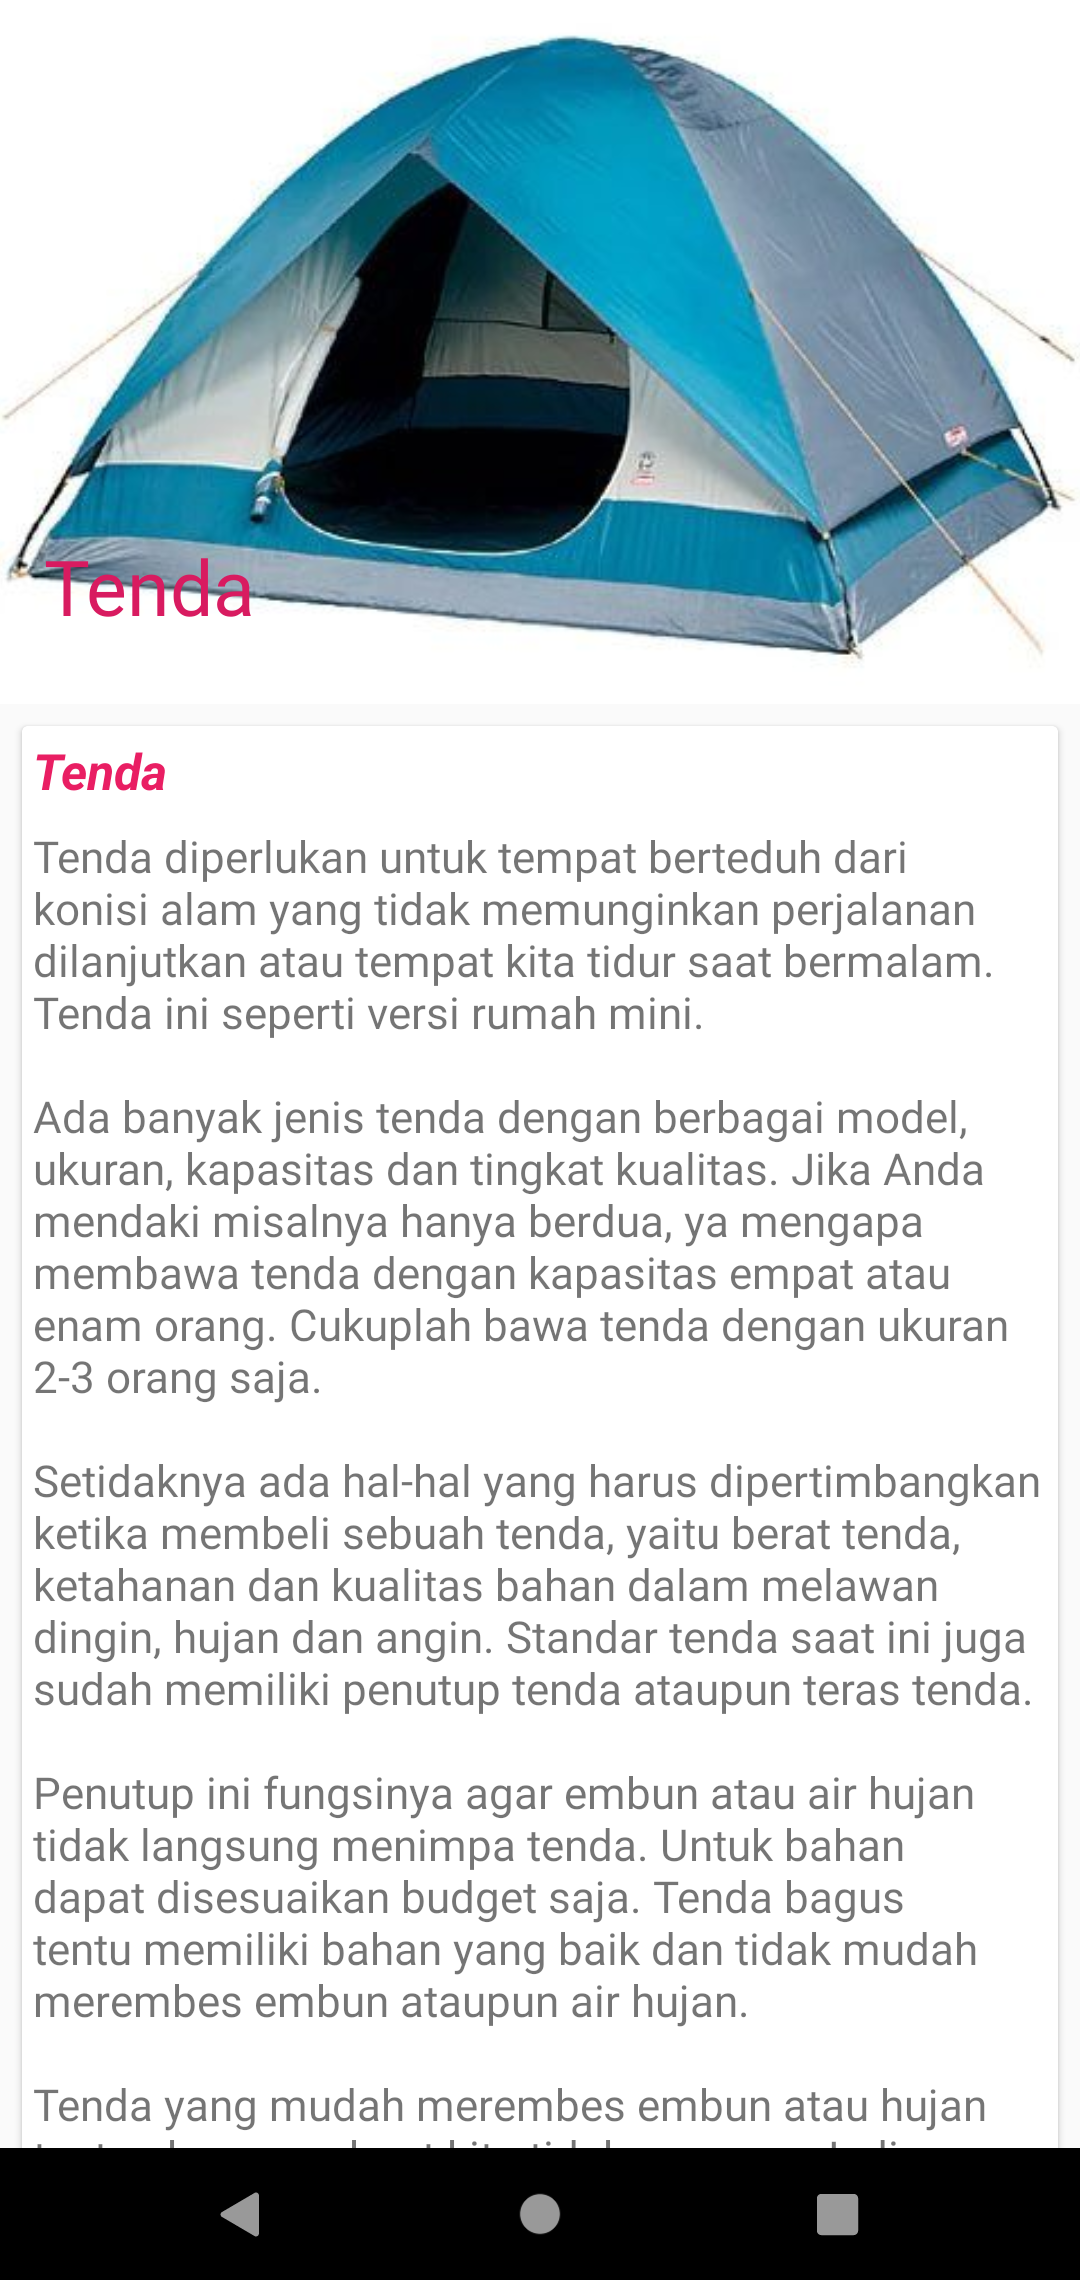 Tenda
Tenda
Tenda diperlukan untuk tempat berteduh dari
konisi alam yang tidak memunginkan perjalanan
dilanjutkan atau tempat kita tidur saat bermalam.
Tenda ini seperti versi rumah mini.
Ada banyak jenis tenda dengan berbagai model,
ukuran, kapasitas dan tingkat kualitas. Jika Anda
mendaki misalnya hanya berdua, ya mengapa
membawa tenda dengan kapasitas empat atau
enam orang. Cukuplah bawa tenda dengan ukuran
2-3 orang saja.
Setidaknya ada hal-hal yang harus dipertimbangkan
ketika membeli sebuah tenda, yaitu berat tenda,
ketahanan dan kualitas bahan dalam melawan
dingin, hujan dan angin. Standar tenda saat ini juga
sudah memiliki penutup tenda ataupun teras tenda.
Penutup ini fungsinya agar embun atau air hujan
tidak langsung menimpa tenda. Untuk bahan
dapat disesuaikan budget saja. Tenda bagus
tentu memiliki bahan yang baik dan tidak mudah
merembes embun ataupun air hujan.
Tenda yang mudah merembes embun atau hujan